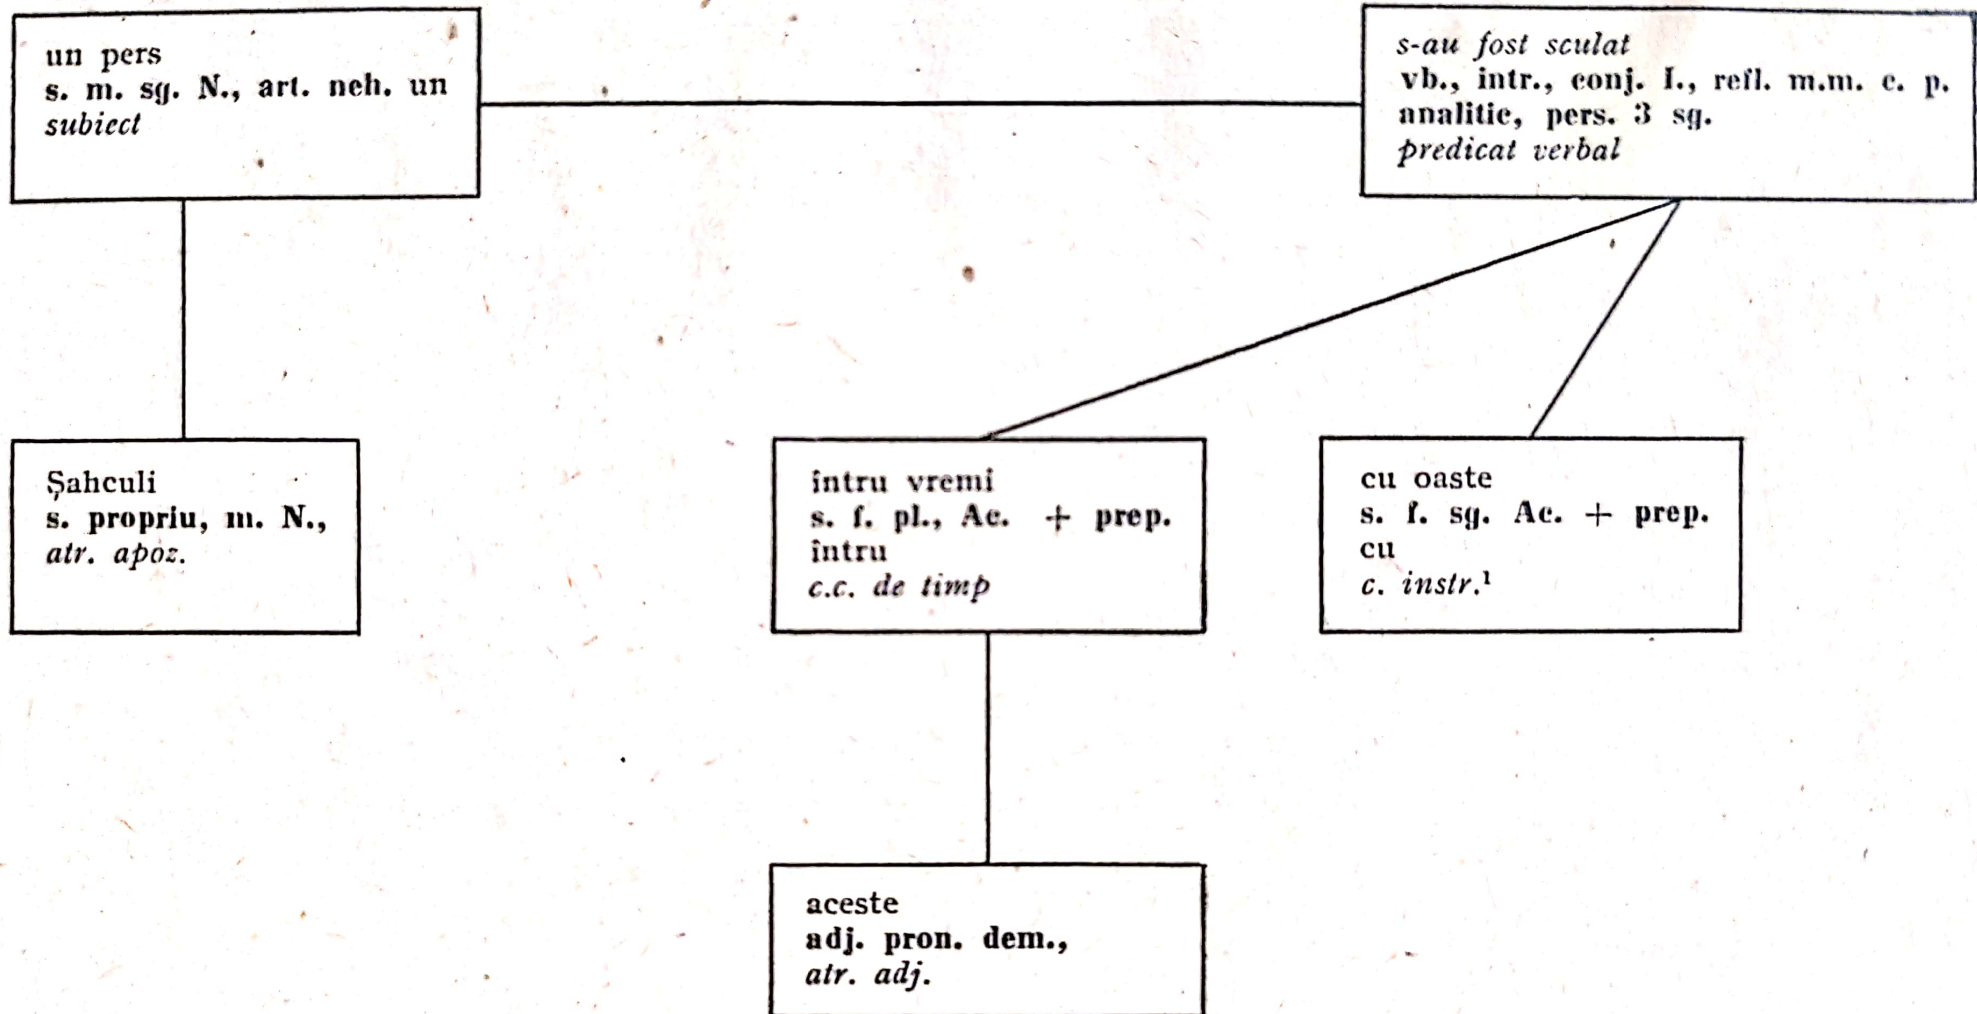 un pers
s. m. sg. N., art. neh. un
subiect
s-au fost sculat
vb., intr., conj. I., refl. m.m. c. p.
analitic, pers. 3 sg.
predicat verbal
Șahculi
s. propriu, m. N.,
atr. apoz.
întru vremi
s. f. pl., Ac. + prep.
întru
c.c. de timp
cu oaste
s. f. sg. Ac. + prep.
cu
c. instr.¹
aceste
adj. pron. dem.,
atr. adj.